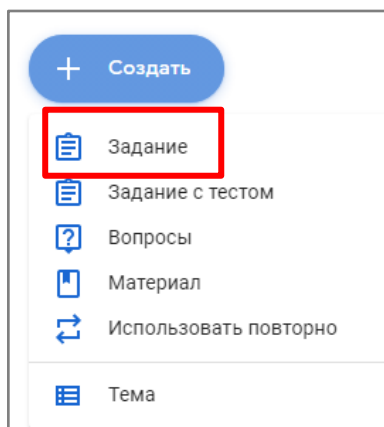 Создать
Задание
Задание с тестом
Вопросы
Материал
Использовать повторно
Тема